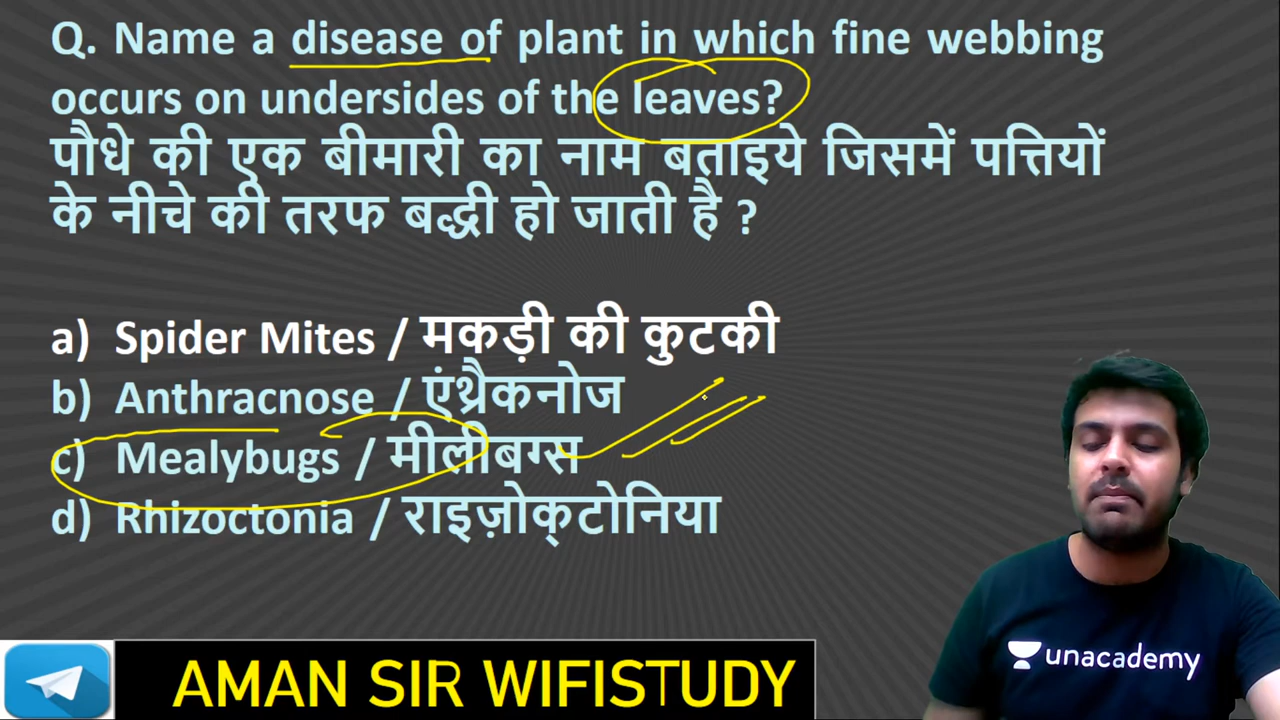 Q. Name a disease of plant in which fine webbing
occurs on undersides of the leaves?
पौधे की एक बीमारी का नाम बताइये जिसमें पत्तियों
के नीचे की तरफ बद्धी हो जाती है ?
a) Spider Mites / मकड़ी की कुटकी
b) Anthracnose / एंथ्रैकनोज
c) Mealybugs / मीलीबग्स
d) Rhizoctonia / राइज़ोक्टोनिया
unacademy
AMAN SIR WIFISTUDY